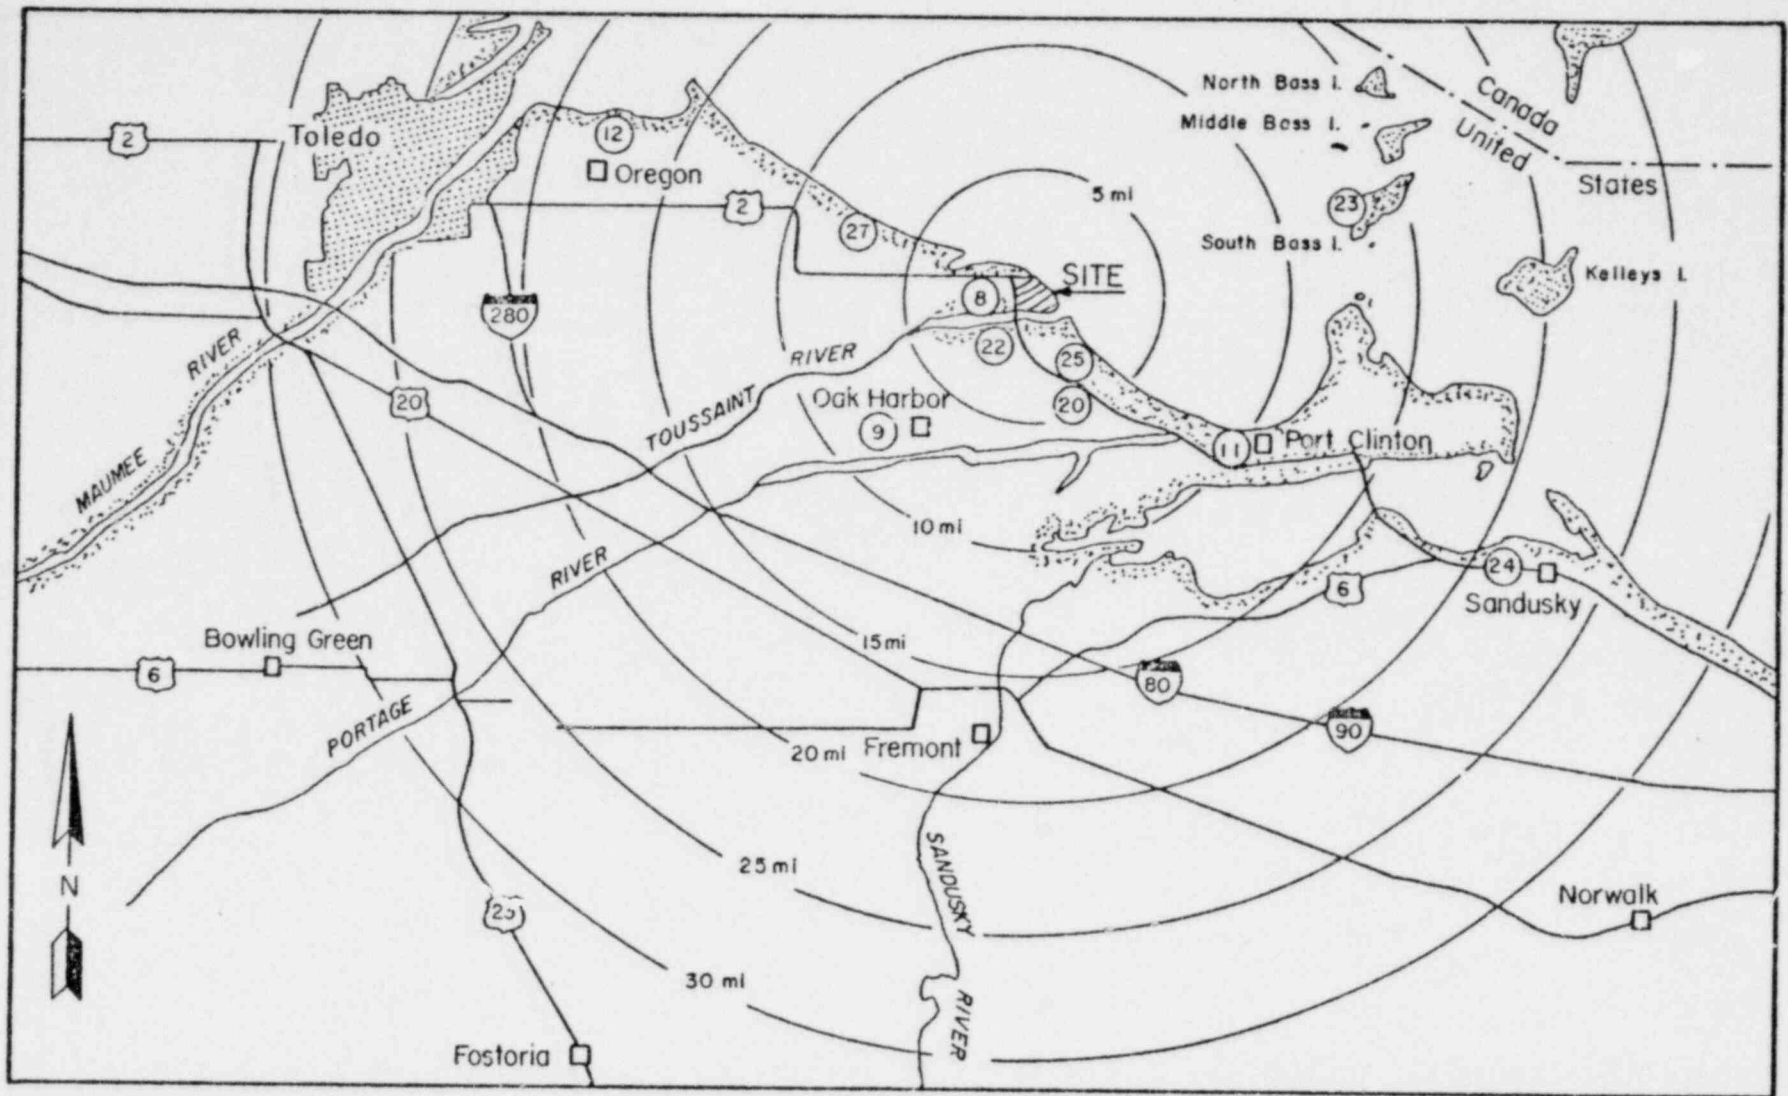 North Bass I.
Middle Bass I.
South Bass I.
Canada
United
States
Kelleys I.
2
Toledo
12
Oregon
2
27
5 mi
23
SITE
8
280
22
25
20
RIVER
MAUMEE
20
TOUSSAINT
RIVER
Oak Harbor
9
11
Port Clinton
10 mi
RIVER
PORTAGE
15 mi
6
24
Sandusky
Bowling Green
6
80
90
20 mi
Fremont
25 mi
SANDUSKY
RIVER
N
25
30 mi
Norwalk
Fostoria